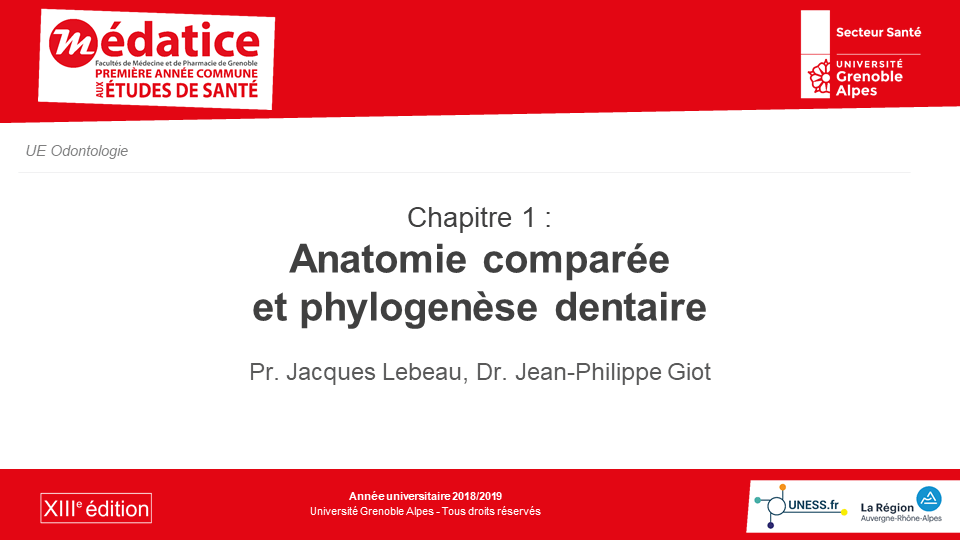 médatice
Facultés de Médecine et de Pharmacie de Grenoble
PREMIÈRE ANNÉE COMMUNE
AUX ÉTUDES DE SANTÉ
Secteur Santé
UNIVERSITÉ
Grenoble
Alpes
UE Odontologie
Chapitre 1 :
Anatomie comparée
et phylogenèse dentaire
Pr. Jacques Lebeau, Dr. Jean-Philippe Giot
XIIIe édition
Année universitaire 2018/2019
Université Grenoble Alpes - Tous droits réservés
UNESS.fr
La Région
Auvergne-Rhône-Alpes